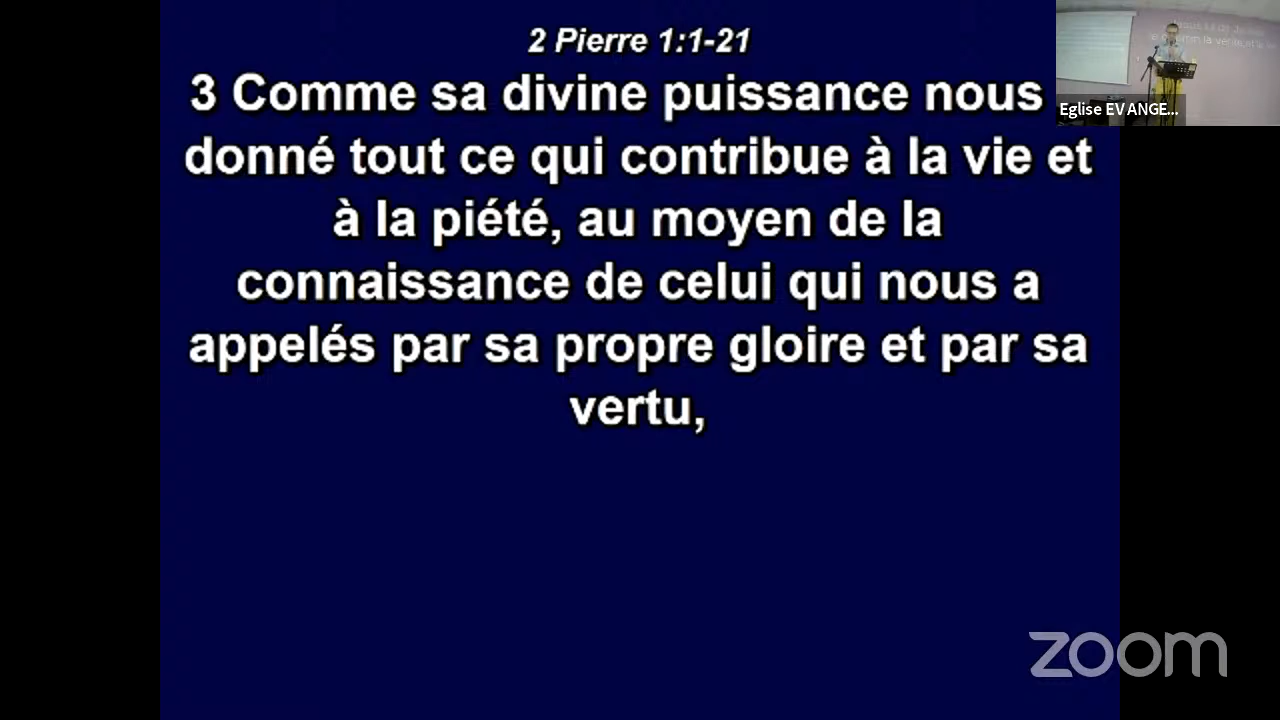 2 Pierre 1:1-21
3 Comme sa divine puissance nous
donné tout ce qui contribue à la vie et
à la piété, au moyen de la
connaissance de celui qui nous a
appelés par sa propre gloire et par sa
vertu,
Eglise EVANGE...
zoom